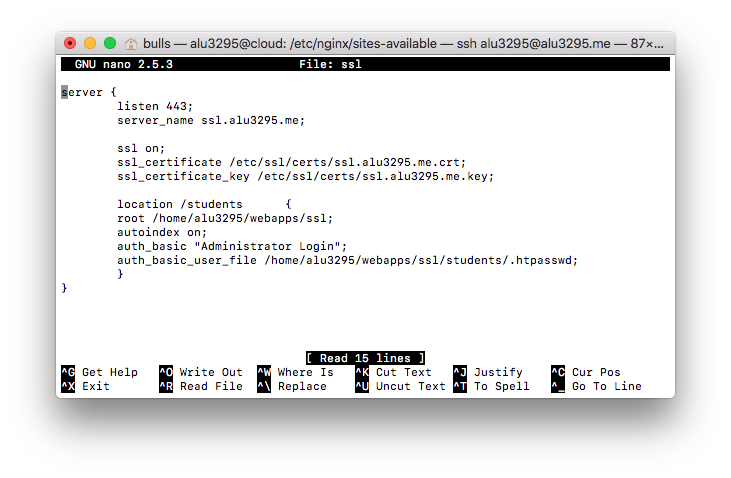 bulls — alu3295@cloud: /etc/nginx/sites-available — ssh alu3295@alu3295.me — 87×...
GNU nano 2.5.3 File: ssl
server {
listen 443;
server_name ssl.alu3295.me;
ssl on;
ssl_certificate /etc/ssl/certs/ssl.alu3295.me.crt;
ssl_certificate_key /etc/ssl/certs/ssl.alu3295.me.key;
location /students {
root /home/alu3295/webapps/ssl;
autoindex on;
auth_basic "Administrator Login";
auth_basic_user_file /home/alu3295/webapps/ssl/students/.htpasswd;
}
}
[ Read 15 lines ]
^G Get Help ^O Write Out ^W Where Is ^K Cut Text ^J Justify ^C Cur Pos
^X Exit ^R Read File ^\ Replace ^U Uncut Text ^T To Spell ^_ Go To Line